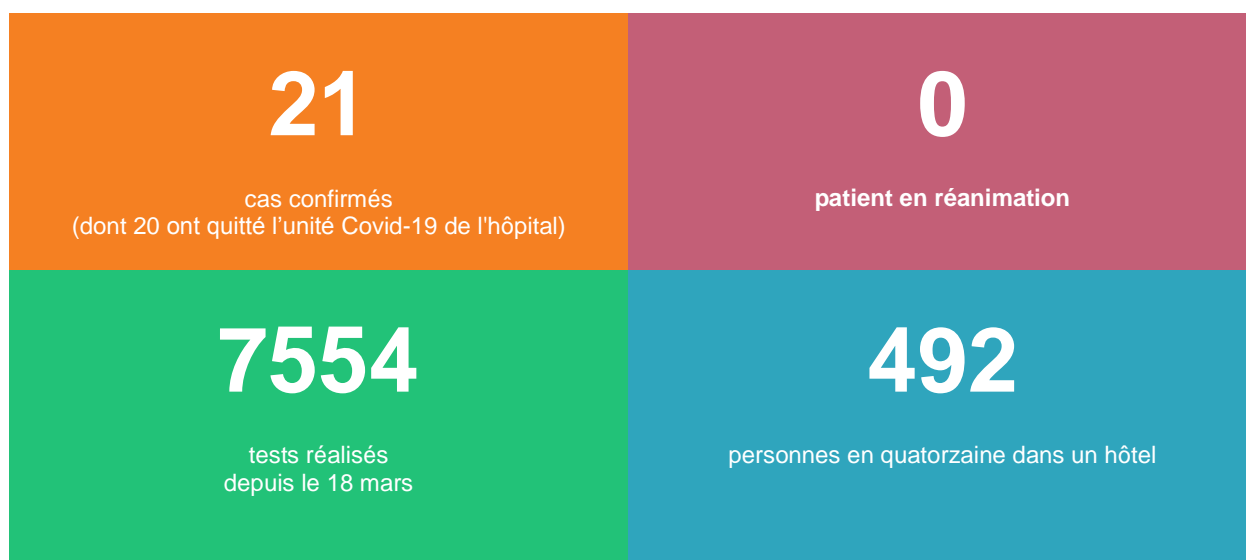 21
cas confirmés
(dont 20 ont quitté l’unité Covid-19 de l'hôpital)
0
patient en réanimation
7554
tests réalisés
depuis le 18 mars
492
personnes en quatorzaine dans un hôtel